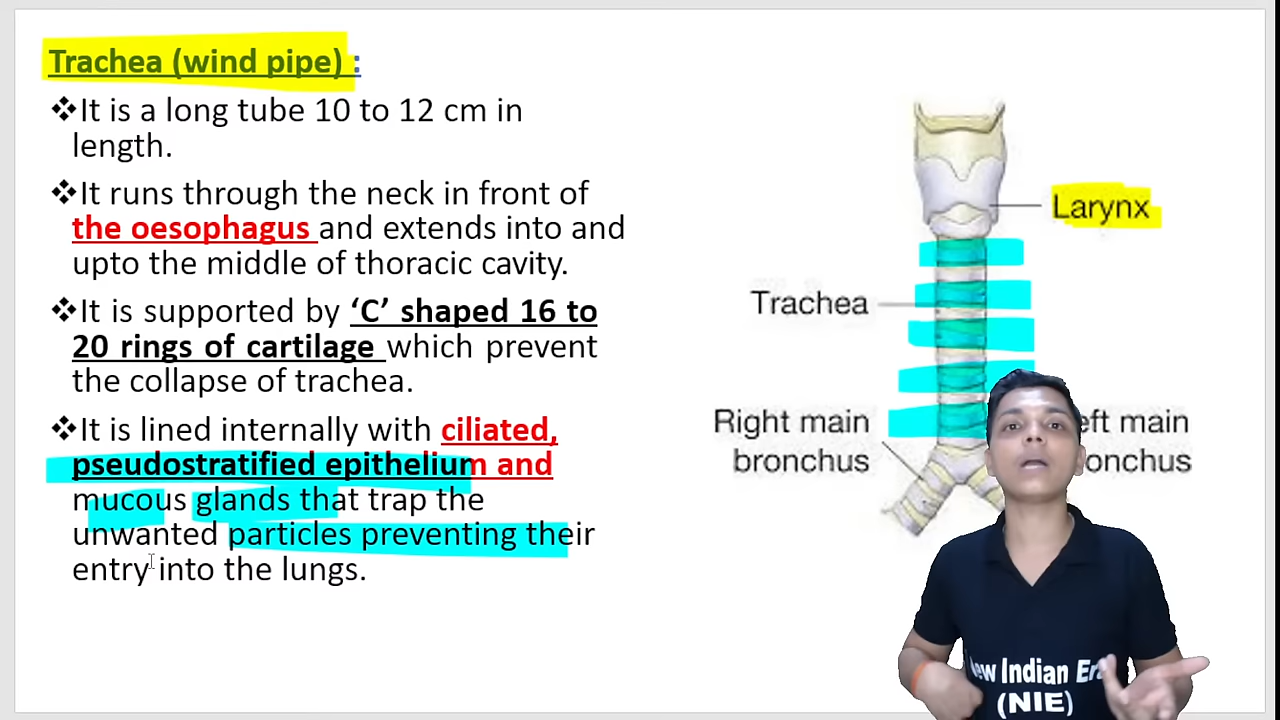 Trachea (wind pipe) :
❖It is a long tube 10 to 12 cm in
length.
❖It runs through the neck in front of
the oesophagus and extends into and
upto the middle of thoracic cavity.
❖It is supported by ‘C’ shaped 16 to
20 rings of cartilage which prevent
the collapse of trachea.
❖It is lined internally with ciliated,
pseudostratified epithelium and
mucous glands that trap the
unwanted particles preventing their
entry into the lungs.
Larynx
Trachea
Right main
bronchus
eft main
onchus
New Indian Era
(NIE)